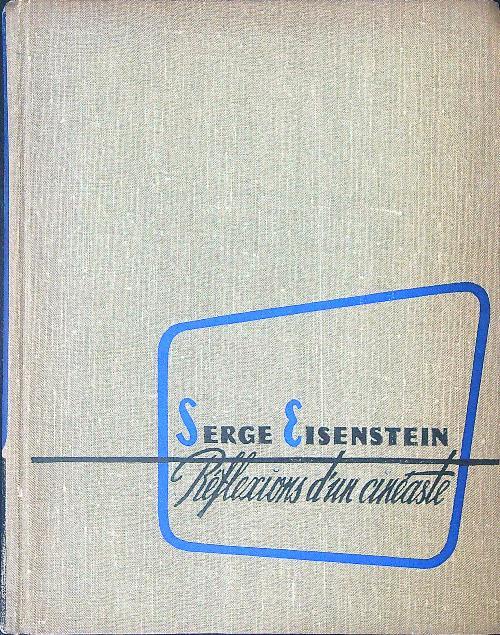 SERGE EISENSTEIN
Réflexions d'un cinéaste